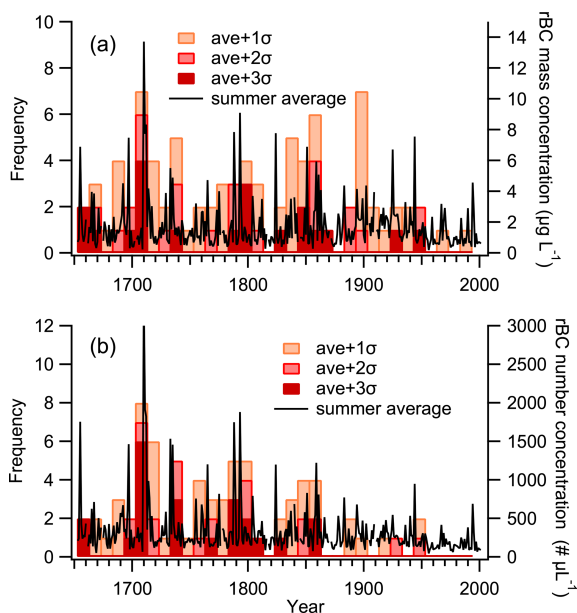 (a)
ave+1σ
ave+2σ
ave+3σ
summer average
Frequency
10
8
6
4
2
0
rBC mass concentration (µg L⁻¹)
14
12
10
8
6
4
2
0
1700
1800
1900
2000
(b)
ave+1σ
ave+2σ
ave+3σ
summer average
Frequency
12
10
8
6
4
2
0
rBC number concentration (# µL⁻¹)
3000
2500
2000
1500
1000
500
0
1700
1800
1900
2000
Year